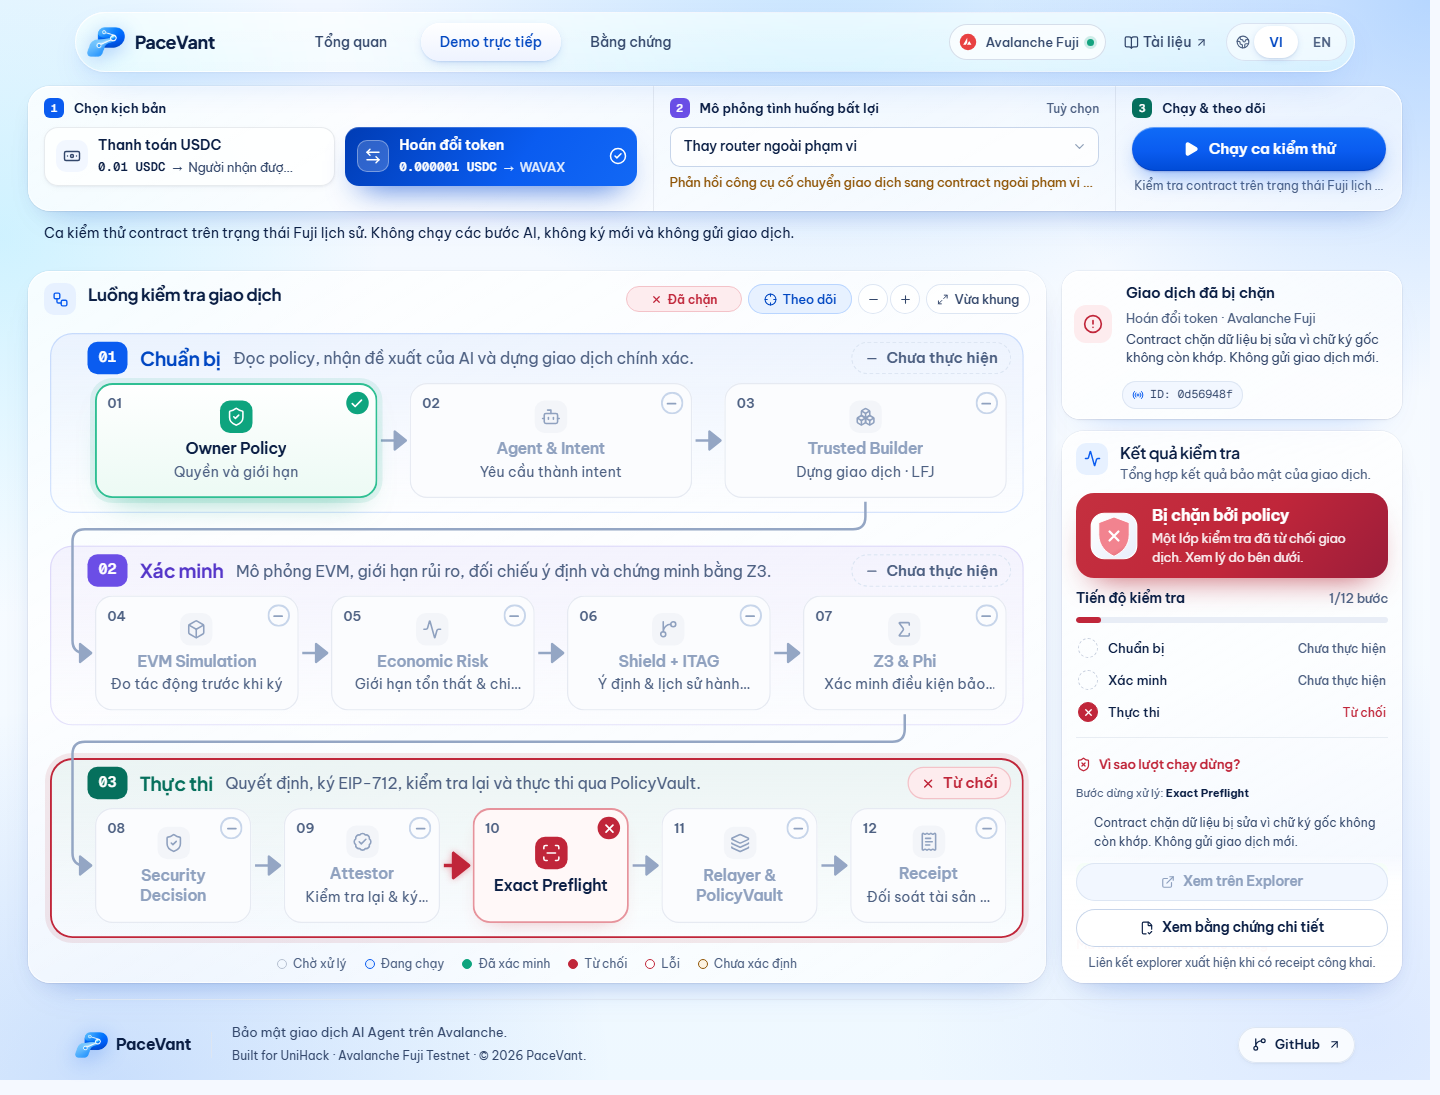 PaceVant
Tổng quan
Demo trực tiếp
Bằng chứng
Avalanche Fuji
Tài liệu
VI
EN
1 Chọn kịch bản
Thanh toán USDC
0.01 USDC → Người nhận đượ...
Hoán đổi token
0.000001 USDC → WAVAX
2 Mô phỏng tình huống bất lợi
Tuỳ chọn
Thay router ngoài phạm vi
Phản hồi công cụ cố chuyển giao dịch sang contract ngoài phạm vi ...
3 Chạy & theo dõi
Chạy ca kiểm thử
Kiểm tra contract trên trạng thái Fuji lịch ...
Ca kiểm thử contract trên trạng thái Fuji lịch sử. Không chạy các bước AI, không ký mới và không gửi giao dịch.
Luồng kiểm tra giao dịch
Đã chặn
Theo dõi
Vừa khung
01 Chuẩn bị Đọc policy, nhận đề xuất của AI và dựng giao dịch chính xác.
Chưa thực hiện
01
Owner Policy
Quyền và giới hạn
02
Agent & Intent
Yêu cầu thành intent
03
Trusted Builder
Dựng giao dịch · LFJ
02 Xác minh Mô phỏng EVM, giới hạn rủi ro, đối chiếu ý định và chứng minh bằng Z3.
Chưa thực hiện
04
EVM Simulation
Đo tác động trước khi ký
05
Economic Risk
Giới hạn tổn thất & chi...
06
Shield + ITAG
Ý định & lịch sử hành...
07
Z3 & Phi
Xác minh điều kiện bảo...
03 Thực thi Quyết định, ký EIP-712, kiểm tra lại và thực thi qua PolicyVault.
Từ chối
08
Security
Decision
09
Attestor
Kiểm tra lại & ký...
10
Exact Preflight
11
Relayer &
PolicyVault
12
Receipt
Đối soát tài sản ...
Chờ xử lý
Đang chạy
Đã xác minh
Từ chối
Lỗi
Chưa xác định
Giao dịch đã bị chặn
Hoán đổi token · Avalanche Fuji
Contract chặn dữ liệu bị sửa vì chữ ký gốc
không còn khớp. Không gửi giao dịch mới.
ID: 0d56948f
Kết quả kiểm tra
Tổng hợp kết quả bảo mật của giao dịch.
Bị chặn bởi policy
Một lớp kiểm tra đã từ chối giao
dịch. Xem lý do bên dưới.
Tiến độ kiểm tra
1/12 bước
Chuẩn bị
Chưa thực hiện
Xác minh
Chưa thực hiện
Thực thi
Từ chối
Vì sao lượt chạy dừng?
Bước dừng xử lý: Exact Preflight
Contract chặn dữ liệu bị sửa vì chữ ký gốc không
còn khớp. Không gửi giao dịch mới.
Xem trên Explorer
Xem bằng chứng chi tiết
Liên kết explorer xuất hiện khi có receipt công khai.
PaceVant
Bảo mật giao dịch AI Agent trên Avalanche.
Built for UniHack · Avalanche Fuji Testnet · © 2026 PaceVant.
GitHub